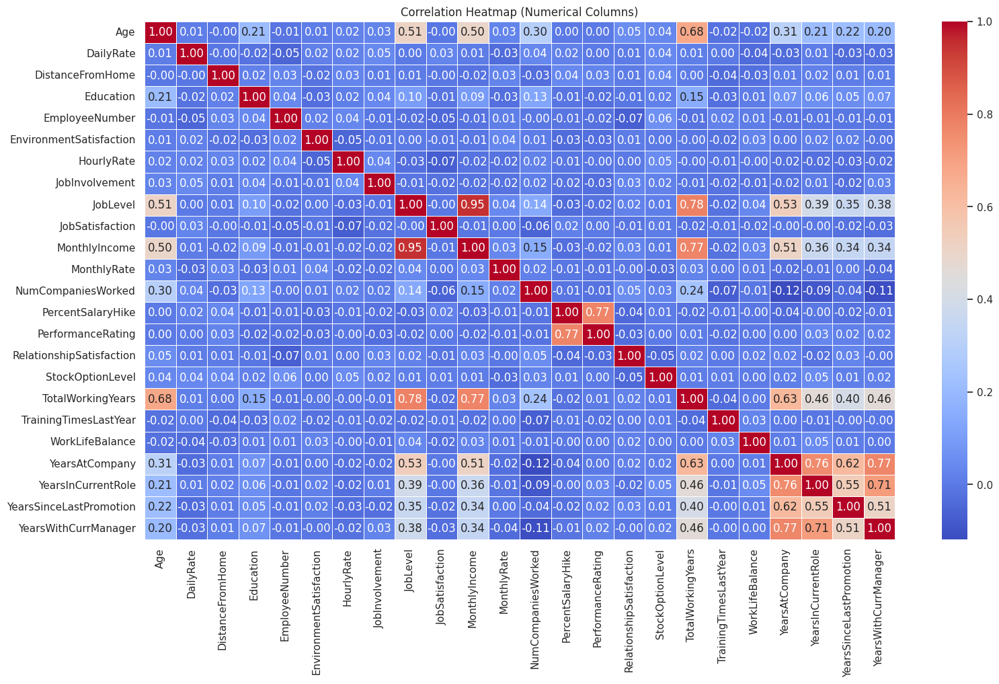 Correlation Heatmap (Numerical Columns)
Age 1.00 0.01 -0.00 0.21 -0.01 0.01 0.02 0.03 0.51 -0.00 0.50 0.03 0.30 0.00 0.00 0.05 0.04 0.68 -0.02 -0.02 0.31 0.21 0.22 0.20
DailyRate 0.01 1.00 -0.00 -0.02 -0.05 0.02 0.02 0.05 0.00 0.03 0.01 -0.03 0.04 0.02 0.00 0.01 0.04 0.01 0.00 -0.04 -0.03 0.01 -0.03 -0.03
DistanceFromHome -0.00 -0.00 1.00 0.02 0.03 -0.02 0.03 0.01 0.01 -0.00 -0.02 0.03 -0.03 0.04 0.03 0.01 0.04 0.00 -0.04 -0.03 0.01 0.02 0.01 0.01
Education 0.21 -0.02 0.02 1.00 0.04 -0.03 0.02 0.04 0.10 -0.01 0.09 -0.03 0.13 -0.01 -0.02 -0.01 0.02 0.15 -0.03 0.01 0.07 0.06 0.05 0.07
EmployeeNumber -0.01 -0.05 0.03 0.04 1.00 0.02 0.04 -0.01 -0.02 -0.05 -0.01 0.01 -0.00 -0.01 -0.02 -0.07 0.06 -0.01 0.02 0.01 -0.01 -0.01 -0.01 -0.01
EnvironmentSatisfaction 0.01 0.02 -0.02 -0.03 0.02 1.00 -0.05 -0.01 0.00 -0.01 -0.01 0.04 0.01 -0.03 -0.03 0.01 0.00 -0.00 -0.02 0.03 0.00 0.02 0.02 -0.00
HourlyRate 0.02 0.02 0.03 0.02 0.04 -0.05 1.00 0.04 -0.03 -0.07 -0.02 -0.02 0.02 -0.01 -0.00 0.00 0.05 -0.00 -0.01 -0.00 -0.02 -0.02 -0.03 -0.02
JobInvolvement 0.03 0.05 0.01 0.04 -0.01 -0.01 0.04 1.00 -0.01 -0.02 -0.02 -0.02 0.02 -0.02 -0.03 0.03 0.02 -0.01 -0.02 -0.01 -0.02 0.01 -0.02 0.03
JobLevel 0.51 0.00 0.01 0.10 -0.02 0.00 -0.03 -0.01 1.00 -0.00 0.95 0.04 0.14 -0.03 -0.02 0.02 0.01 0.78 -0.02 0.04 0.53 0.39 0.35 0.38
JobSatisfaction -0.00 0.03 -0.00 -0.01 -0.05 -0.01 -0.07 -0.02 -0.00 1.00 -0.01 0.00 -0.06 0.02 0.00 -0.01 0.01 -0.02 -0.01 -0.02 -0.00 -0.00 -0.02 -0.03
MonthlyIncome 0.50 0.01 -0.02 0.09 -0.01 -0.01 -0.02 -0.02 0.95 -0.01 1.00 0.03 0.15 -0.03 -0.02 0.03 0.01 0.77 -0.02 0.03 0.51 0.36 0.34 0.34
MonthlyRate 0.03 -0.03 0.03 -0.03 0.01 0.04 -0.02 -0.02 0.04 0.00 0.03 1.00 0.02 -0.01 -0.01 -0.00 -0.03 0.03 0.00 0.01 -0.02 -0.01 0.00 -0.04
NumCompaniesWorked 0.30 0.04 -0.03 0.13 -0.00 0.01 0.02 0.02 0.14 -0.06 0.15 0.02 1.00 -0.01 -0.01 0.05 0.03 0.24 -0.07 -0.01 -0.12 -0.09 -0.04 -0.11
PercentSalaryHike 0.00 0.02 0.04 -0.01 -0.01 -0.03 -0.01 -0.02 -0.03 0.02 -0.03 -0.01 -0.01 1.00 0.77 -0.04 0.01 -0.02 -0.01 -0.00 -0.04 -0.00 -0.02 -0.01
PerformanceRating 0.00 0.00 0.03 -0.02 -0.02 -0.03 -0.00 -0.03 -0.02 0.00 -0.02 -0.01 -0.01 0.77 1.00 -0.03 0.00 0.01 -0.02 0.00 0.00 0.03 0.02 0.02
RelationshipSatisfaction 0.05 0.01 0.01 -0.01 -0.07 0.01 0.00 0.03 0.02 -0.01 0.03 -0.00 0.05 -0.04 -0.03 1.00 -0.05 0.02 0.00 0.02 0.02 -0.02 0.03 -0.00
StockOptionLevel 0.04 0.04 0.04 0.02 0.06 0.00 0.05 0.02 0.01 0.01 0.01 -0.03 0.03 0.01 0.00 -0.05 1.00 0.01 0.01 0.00 0.02 0.05 0.01 0.02
TotalWorkingYears 0.68 0.01 0.00 0.15 -0.01 -0.00 -0.00 -0.01 0.78 -0.02 0.77 0.03 0.24 -0.02 0.01 0.02 0.01 1.00 -0.04 0.00 0.63 0.46 0.40 0.46
TrainingTimesLastYear -0.02 0.00 -0.04 -0.03 0.02 -0.02 -0.01 -0.02 -0.02 -0.01 -0.02 0.00 -0.07 -0.01 -0.02 0.00 0.01 -0.04 1.00 0.03 0.00 -0.01 -0.00 -0.00
WorkLifeBalance -0.02 -0.04 -0.03 0.01 0.01 0.03 -0.00 -0.01 0.04 -0.02 0.03 0.01 -0.01 -0.00 0.00 0.02 0.00 0.00 0.03 1.00 0.01 0.05 0.01 0.00
YearsAtCompany 0.31 -0.03 0.01 0.07 -0.01 0.00 -0.02 -0.02 0.53 -0.00 0.51 -0.02 -0.12 -0.04 0.00 0.02 0.02 0.63 0.00 0.01 1.00 0.76 0.62 0.77
YearsInCurrentRole 0.21 0.01 0.02 0.06 -0.01 0.02 -0.02 0.01 0.39 -0.00 0.36 -0.01 -0.09 -0.00 0.03 -0.02 0.05 0.46 -0.01 0.05 0.76 1.00 0.55 0.71
YearsSinceLastPromotion 0.22 -0.03 0.01 0.05 -0.01 0.02 -0.03 -0.02 0.35 -0.02 0.34 0.00 -0.04 -0.02 0.02 0.03 0.01 0.40 -0.00 0.01 0.62 0.55 1.00 0.51
YearsWithCurrManager 0.20 -0.03 0.01 0.07 -0.01 -0.00 -0.02 0.03 0.38 -0.03 0.34 -0.04 -0.11 -0.01 0.02 -0.00 0.02 0.46 -0.00 0.00 0.77 0.71 0.51 1.00
Age
DailyRate
DistanceFromHome
Education
EmployeeNumber
EnvironmentSatisfaction
HourlyRate
JobInvolvement
JobLevel
JobSatisfaction
MonthlyIncome
MonthlyRate
NumCompaniesWorked
PercentSalaryHike
PerformanceRating
RelationshipSatisfaction
StockOptionLevel
TotalWorkingYears
TrainingTimesLastYear
WorkLifeBalance
YearsAtCompany
YearsInCurrentRole
YearsSinceLastPromotion
YearsWithCurrManager
1.0
0.8
0.6
0.4
0.2
0.0